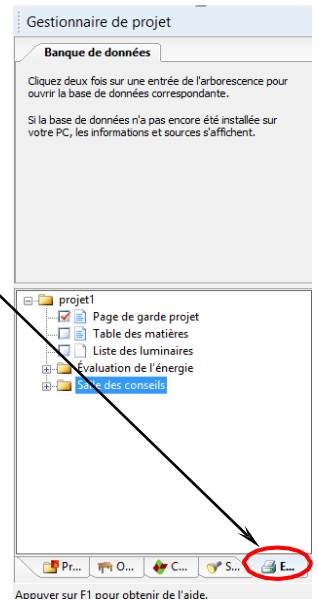 Gestionnaire de projet
Banque de données
Cliquez deux fois sur une entrée de l'arborescence pour
ouvrir la base de données correspondante.
Si la base de données n'a pas encore été installée sur
votre PC, les informations et sources s'affichent.
projet1
Page de garde projet
Table des matières
Liste des luminaires
Évaluation de l'énergie
Salle des conseils
Pr... O... C... S... E...
Appuyer sur F1 pour obtenir de l'aide.